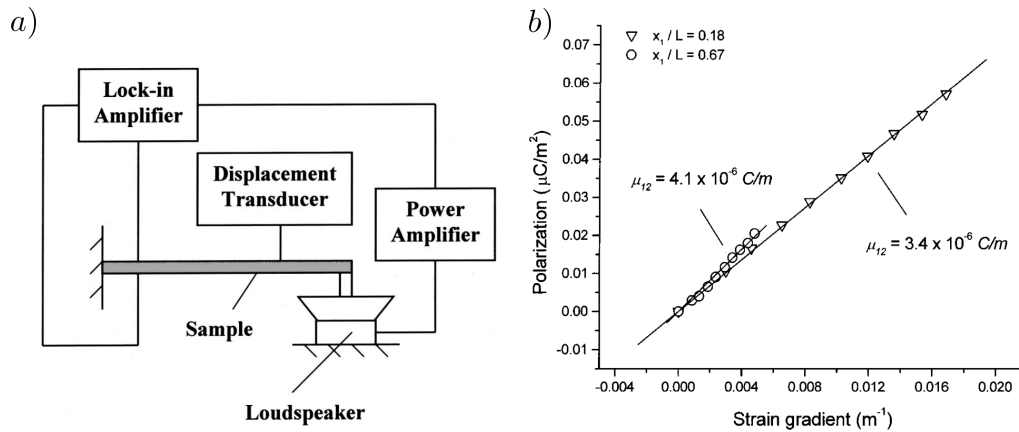 a)
Lock-in
Amplifier
Displacement
Transducer
Power
Amplifier
Sample
Loudspeaker
b)
x₁ / L = 0.18
x₁ / L = 0.67
0.07
0.06
0.05
0.04
0.03
0.02
0.01
0.00
-0.01
Polarization ( μC/m²)
μ₁₂ = 4.1 x 10⁻⁶ C/m
μ₁₂ = 3.4 x 10⁻⁶ C/m
-0.004
0.000
0.004
0.008
0.012
0.016
0.020
Strain gradient (m⁻¹)